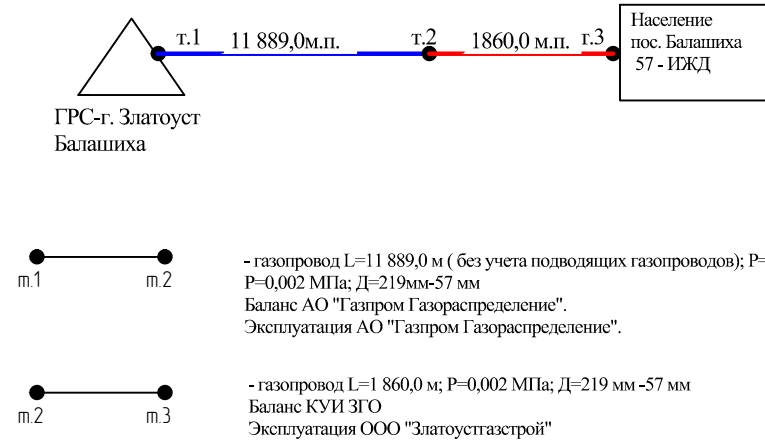 т.1 11 889,0м.п. т.2 1860,0 м.п. т.3
Население
пос. Балашиха
57 - ИЖД
ГРС-г. Златоуст
Балашиха
т.1 т.2
- газопровод L=11 889,0 м ( без учета подводящих газопроводов); Р=
Р=0,002 МПа; Д=219мм-57 мм
Баланс АО "Газпром Газораспределение".
Эксплуатация АО "Газпром Газораспределение".
т.2 т.3
- газопровод L=1 860,0 м; Р=0,002 МПа; Д=219 мм -57 мм
Баланс КУИ ЗГО
Эксплуатация ООО "Златоустгазстрой"